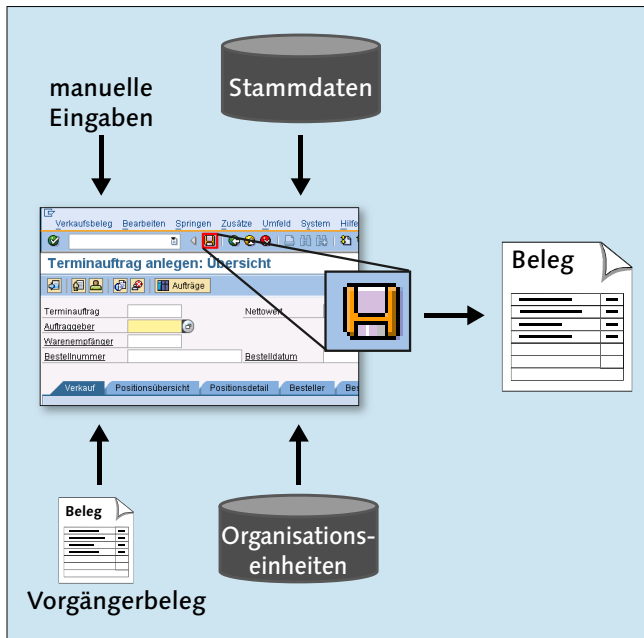 manuelle
Eingaben
Stammdaten
Verkaufsbeleg Bearbeiten Springen Zusätze Umfeld System Hilfe
Terminauftrag anlegen: Übersicht
Aufträge
Terminauftrag
Nettowert
Auftraggeber
Warenempfänger
Bestellnummer
Bestelldatum
Verkauf Positionsübersicht Positionsdetail Besteller
Beleg
Beleg
Vorgängerbeleg
Organisations-
einheiten